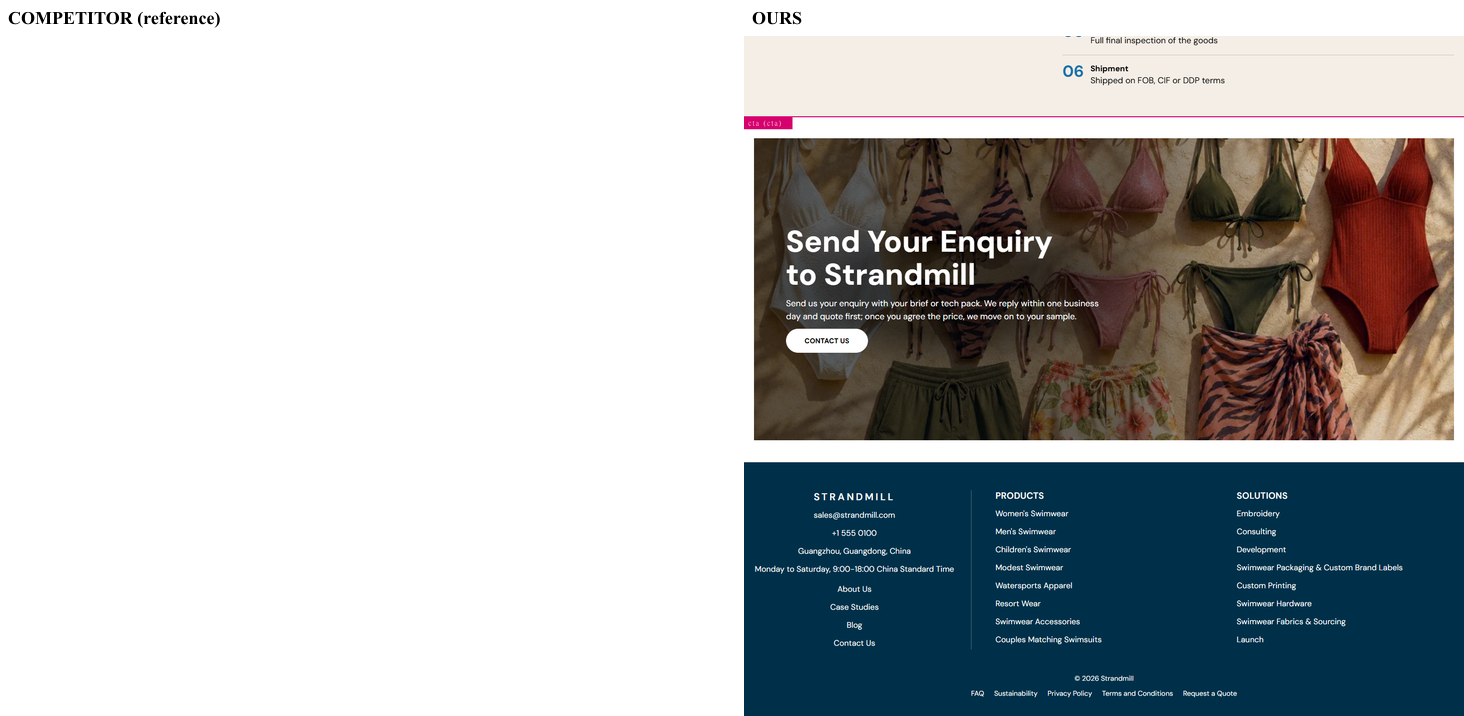 COMPETITOR (reference)
OURS
Full final inspection of the goods
06
Shipment
Shipped on FOB, CIF or DDP terms
cta (cta)
Send Your Enquiry
to Strandmill
Send us your enquiry with your brief or tech pack. We reply within one business
day and quote first; once you agree the price, we move on to your sample.
CONTACT US
STRANDMILL
sales@strandmill.com
+1 555 0100
Guangzhou, Guangdong, China
Monday to Saturday, 9:00-18:00 China Standard Time
About Us
Case Studies
Blog
Contact Us
PRODUCTS
Women's Swimwear
Men's Swimwear
Children's Swimwear
Modest Swimwear
Watersports Apparel
Resort Wear
Swimwear Accessories
Couples Matching Swimsuits
SOLUTIONS
Embroidery
Consulting
Development
Swimwear Packaging & Custom Brand Labels
Custom Printing
Swimwear Hardware
Swimwear Fabrics & Sourcing
Launch
© 2026 Strandmill
FAQ Sustainability Privacy Policy Terms and Conditions Request a Quote